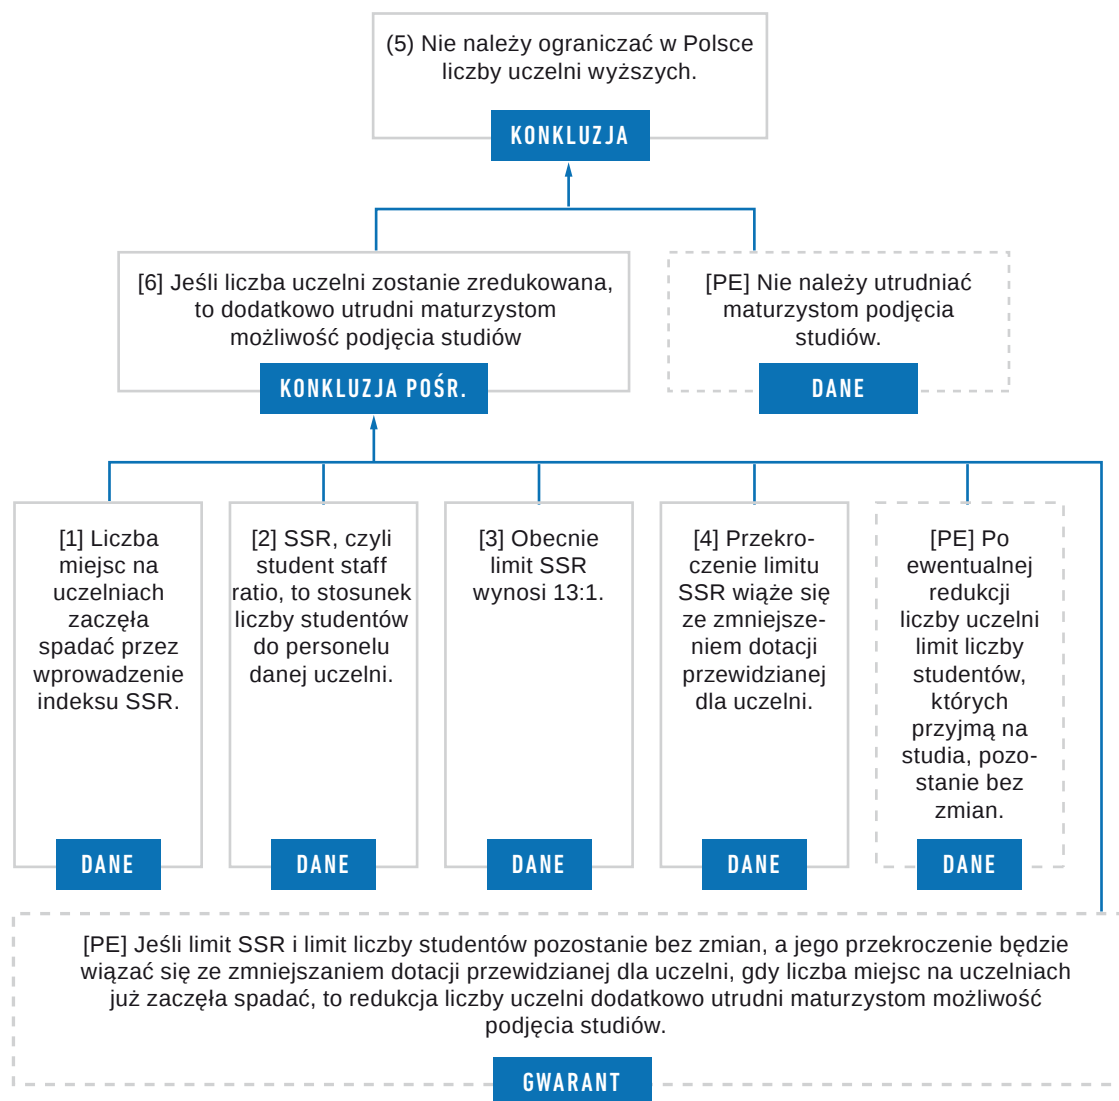 (5) Nie należy ograniczać w Polsce
liczby uczelni wyższych.
KONKLUZJA
[6] Jeśli liczba uczelni zostanie zredukowana,
to dodatkowo utrudni maturzystom
możliwość podjęcia studiów
KONKLUZJA POŚR.
[PE] Nie należy utrudniać
maturzystom podjęcia
studiów.
DANE
[1] Liczba
miejsc na
uczelniach
zaczęła
spadać przez
wprowadzenie
indeksu SSR.
DANE
[2] SSR, czyli
student staff
ratio, to stosunek
liczby studentów
do personelu
danej uczelni.
DANE
[3] Obecnie
limit SSR
wynosi 13:1.
DANE
[4] Przekro-
czenie limitu
SSR wiąże się
ze zmniejsze-
niem dotacji
przewidzianej
dla uczelni.
DANE
[PE] Po
ewentualnej
redukcji
liczby uczelni
limit liczby
studentów,
których
przyjmą na
studia, pozo-
stanie bez
zmian.
DANE
[PE] Jeśli limit SSR i limit liczby studentów pozostanie bez zmian, a jego przekroczenie będzie
wiązać się ze zmniejszaniem dotacji przewidzianej dla uczelni, gdy liczba miejsc na uczelniach
już zaczęła spadać, to redukcja liczby uczelni dodatkowo utrudni maturzystom możliwość
podjęcia studiów.
GWARANT